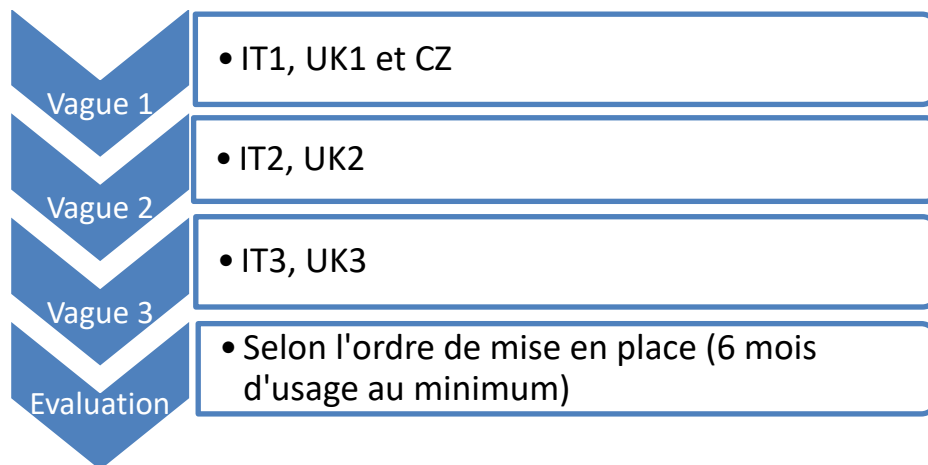 Vague 1
• IT1, UK1 et CZ
Vague 2
• IT2, UK2
Vague 3
• IT3, UK3
Evaluation
• Selon l'ordre de mise en place (6 mois
d'usage au minimum)